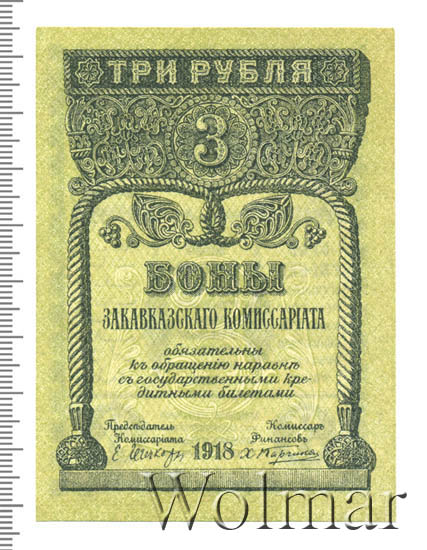 ТРИ РУБЛЯ
3
БОНЫ
ЗАКАВКАЗСКАГО КОМИССАРІАТА
обязательны
къ обращенію наравнѣ
съ государственными кре-
дитными билетами
Предсѣдатель Комиссаръ
Комиссаріата Финансовъ
1918
Wolmar